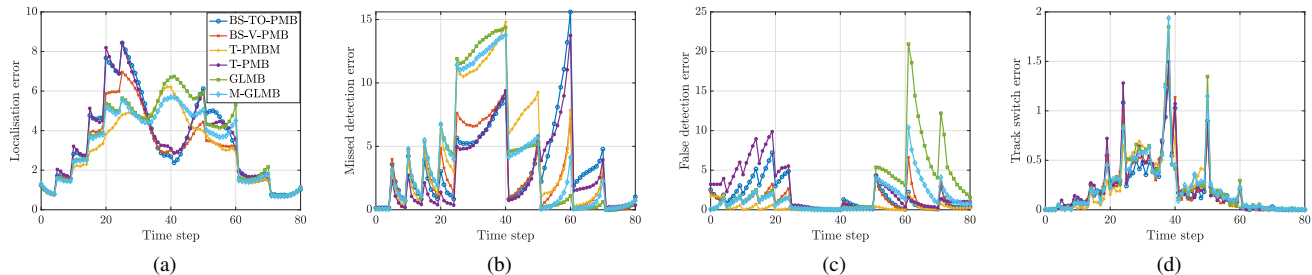 Localisation error
10
8
6
4
2
0
0
20
40
60
80
Time step
BS-TO-PMB
BS-V-PMB
T-PMBM
T-PMB
GLMB
M-GLMB
(a)
Missed detection error
15
10
5
0
0
20
40
60
80
Time step
(b)
False detection error
25
20
15
10
5
0
0
20
40
60
80
Time step
(c)
Track switch error
2
1.5
1
0.5
0
0
20
40
60
80
Time step
(d)